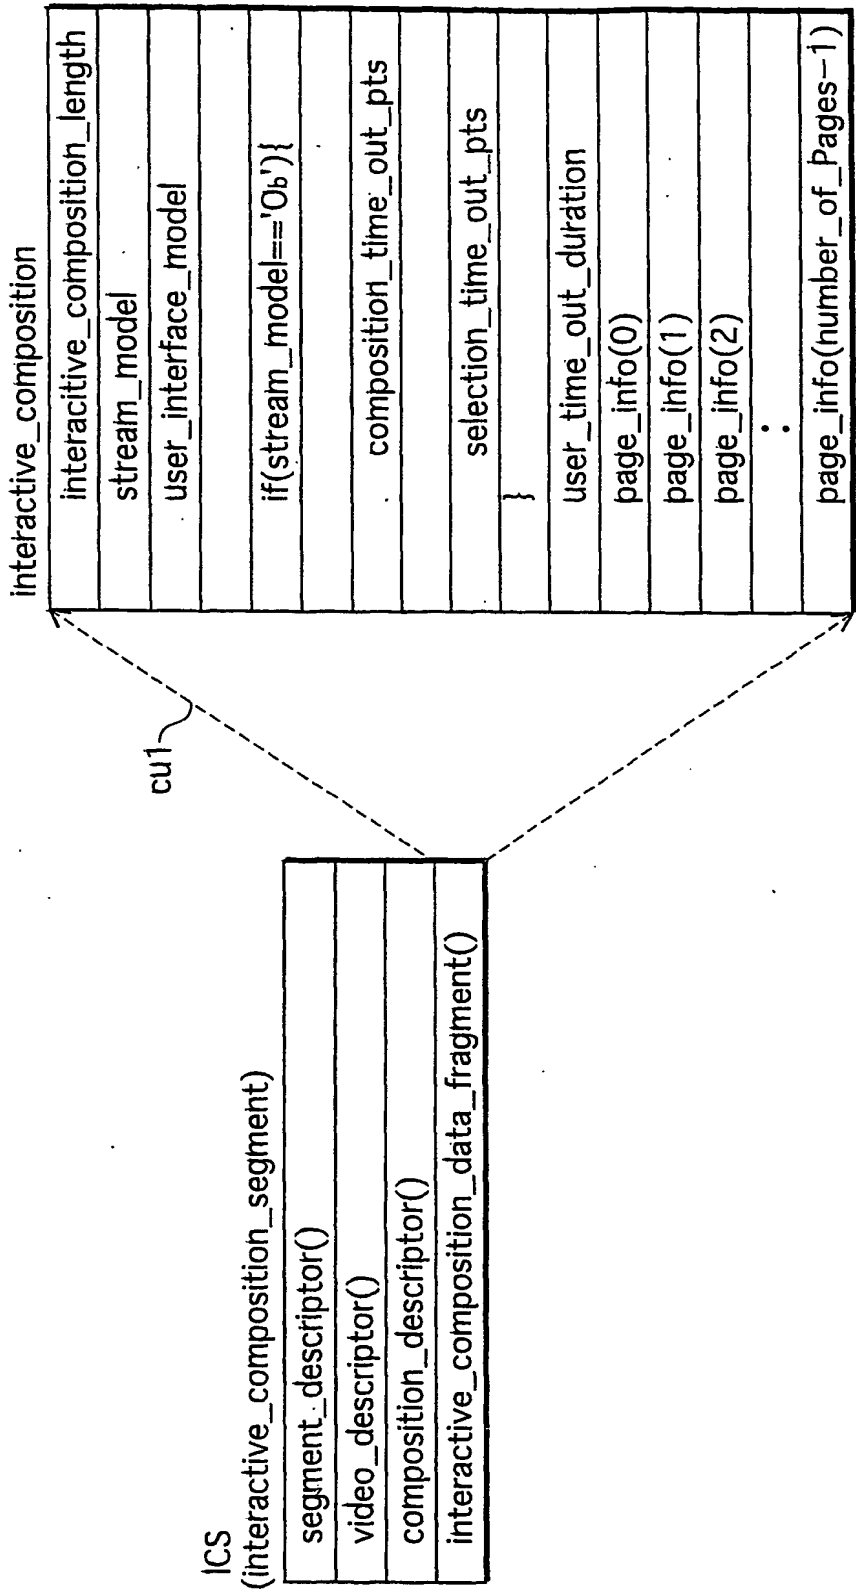 ICS
(interactive_composition_segment)
segment_descriptor()
video_descriptor()
composition_descriptor()
interactive_composition_data_fragment()
cu1
interactive_composition
interacitive_composition_length
stream_model
user_interface_model
if(stream_model=='0b'){
composition_time_out_pts
selection_time_out_pts
}
user_time_out_duration
page_info(0)
page_info(1)
page_info(2)
:
page_info(number_of_Pages-1)